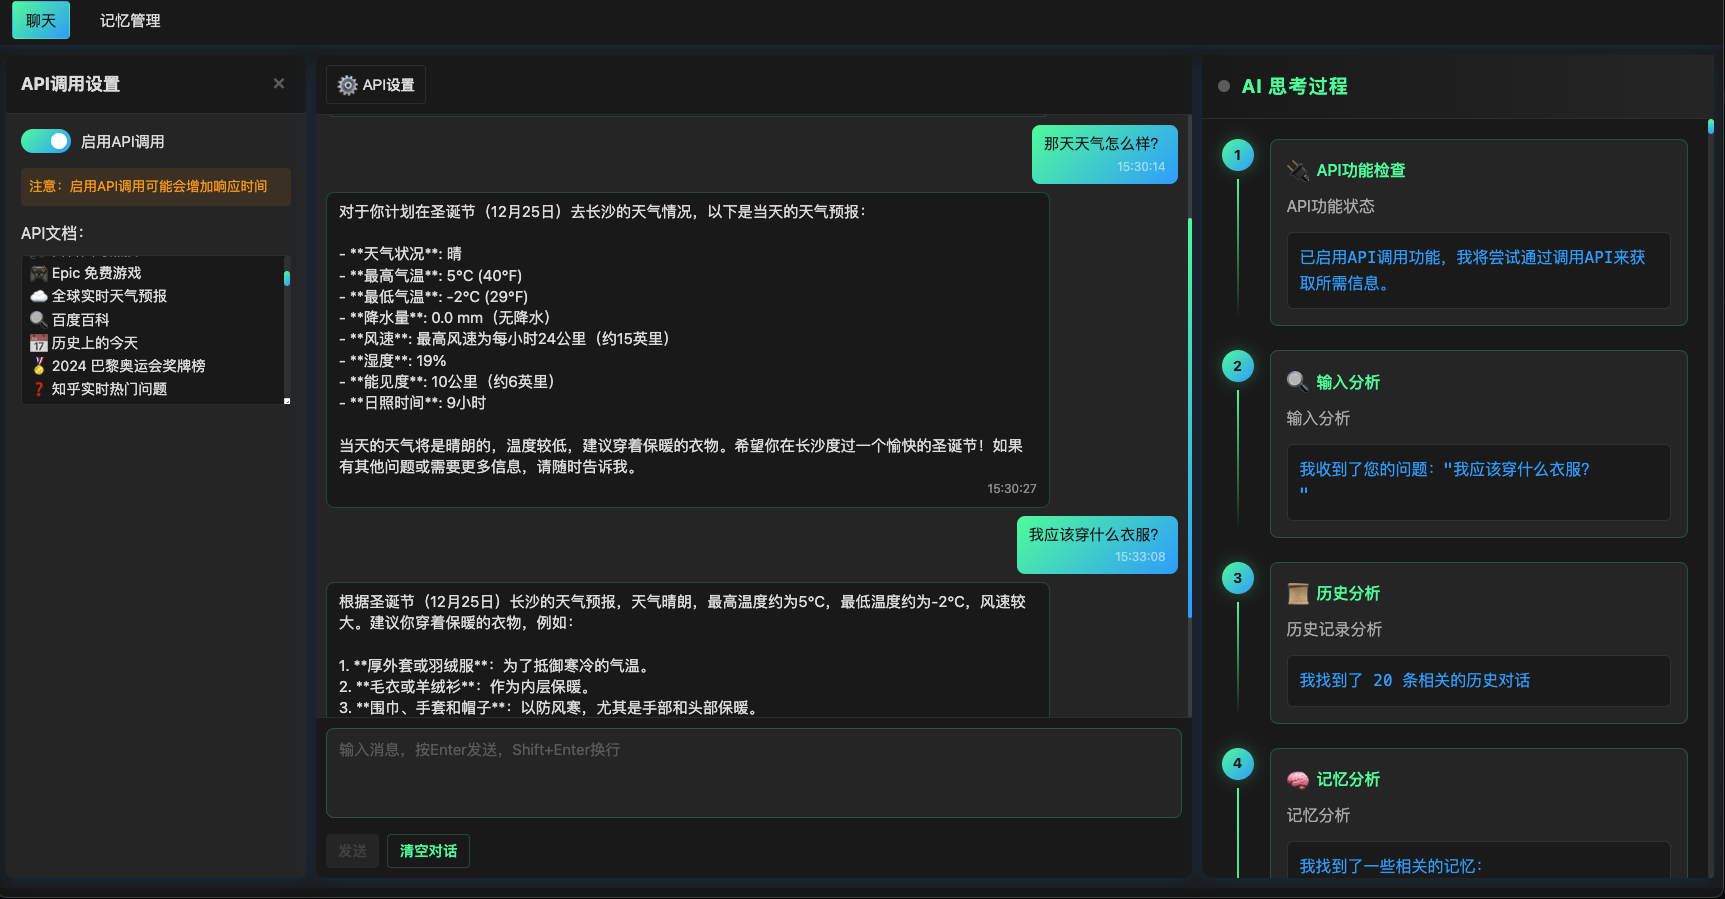 聊天
记忆管理
API调用设置
×
启用API调用
注意：启用API调用可能会增加响应时间
API文档：
Epic 免费游戏
全球实时天气预报
百度百科
历史上的今天
2024 巴黎奥运会奖牌榜
知乎实时热门问题
API设置
那天天气怎么样？
15:30:14
对于你计划在圣诞节（12月25日）去长沙的天气情况，以下是当天的天气预报：
- **天气状况**: 晴
- **最高气温**: 5°C (40°F)
- **最低气温**: -2°C (29°F)
- **降水量**: 0.0 mm（无降水）
- **风速**: 最高风速为每小时24公里（约15英里）
- **湿度**: 19%
- **能见度**: 10公里（约6英里）
- **日照时间**: 9小时
当天的天气将是晴朗的，温度较低，建议穿着保暖的衣物。希望你在长沙度过一个愉快的圣诞节！如果
有其他问题或需要更多信息，请随时告诉我。
15:30:27
我应该穿什么衣服？
15:33:08
根据圣诞节（12月25日）长沙的天气预报，天气晴朗，最高温度约为5°C，最低温度约为-2°C，风速较
大。建议你穿着保暖的衣物，例如：
1. **厚外套或羽绒服**：为了抵御寒冷的气温。
2. **毛衣或羊绒衫**：作为内层保暖。
3. **围巾、手套和帽子**：以防风寒，尤其是手部和头部保暖。
输入消息，按Enter发送，Shift+Enter换行
发送
清空对话
AI 思考过程
1
API功能检查
API功能状态
已启用API调用功能，我将尝试通过调用API来获
取所需信息。
2
输入分析
输入分析
我收到了您的问题："我应该穿什么衣服？
"
3
历史分析
历史记录分析
我找到了 20 条相关的历史对话
4
记忆分析
记忆分析
我找到了一些相关的记忆：